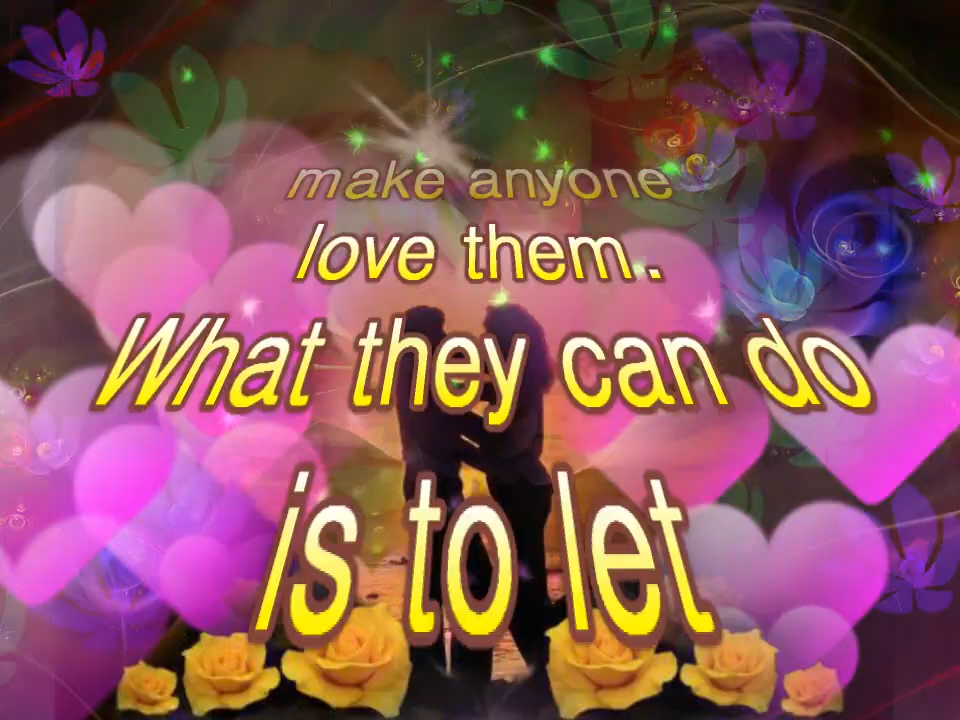 make anyone
love them.
What they can do
is to let